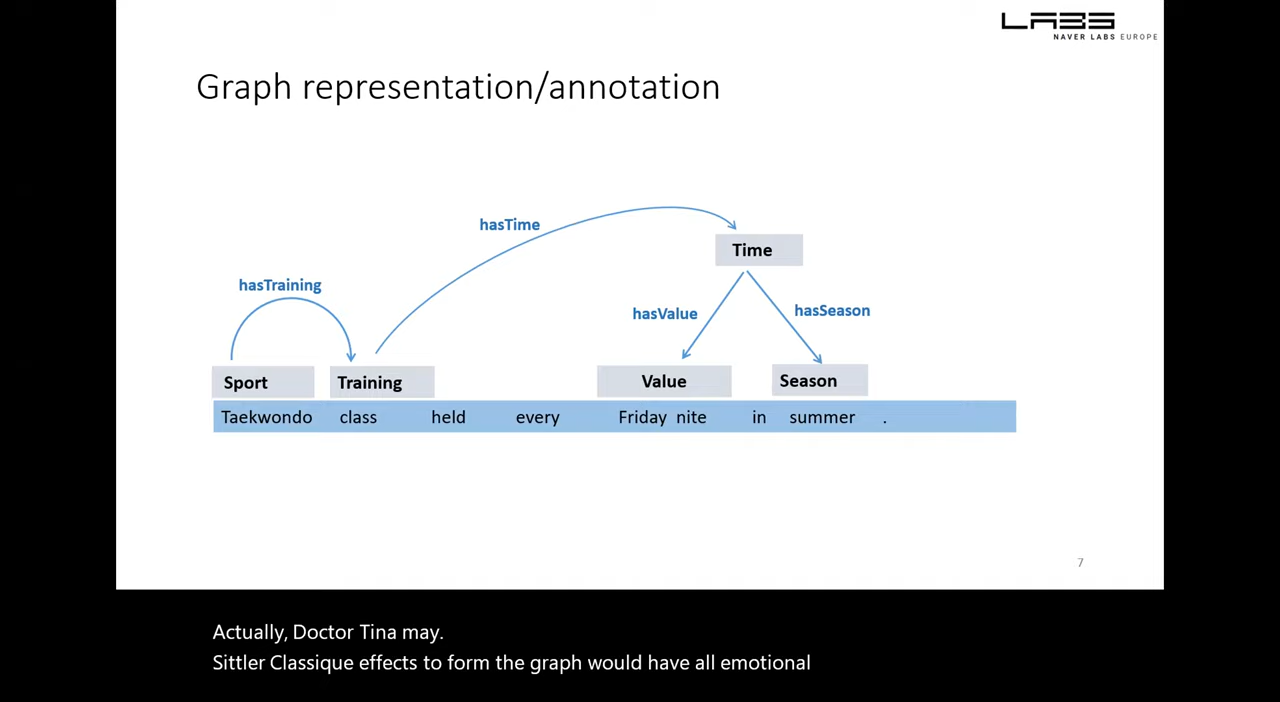 LABS
NAVER LABS EUROPE
Graph representation/annotation
hasTime
Time
hasTraining
hasValue
hasSeason
Sport Training Value Season
Taekwondo class held every Friday nite in summer .
7
Actually, Doctor Tina may.
Sittler Classique effects to form the graph would have all emotional